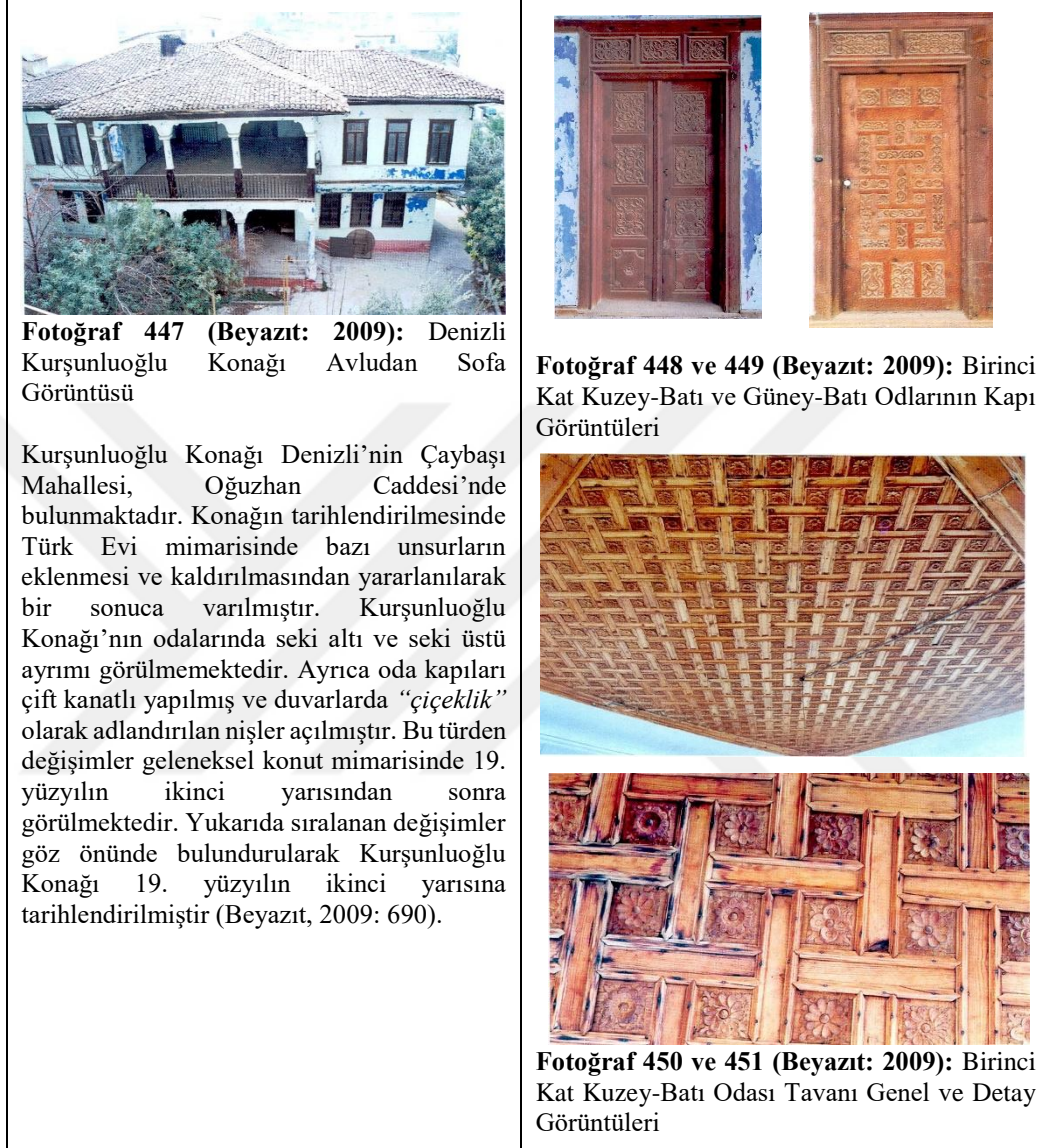 Fotoğraf 447 (Beyazıt: 2009): Denizli
Kurşunluoğlu Konağı Avludan Sofa
Görüntüsü
Kurşunluoğlu Konağı Denizli’nin Çaybaşı
Mahallesi, Oğuzhan Caddesi’nde
bulunmaktadır. Konağın tarihlendirilmesinde
Türk Evi mimarisinde bazı unsurların
eklenmesi ve kaldırılmasından yararlanılarak
bir sonuca varılmıştır. Kurşunluoğlu
Konağı’nın odalarında seki altı ve seki üstü
ayrımı görülmemektedir. Ayrıca oda kapıları
çift kanatlı yapılmış ve duvarlarda “çiçeklik”
olarak adlandırılan nişler açılmıştır. Bu türden
değişimler geleneksel konut mimarisinde 19.
yüzyılın ikinci yarısından sonra
görülmektedir. Yukarıda sıralanan değişimler
göz önünde bulundurularak Kurşunluoğlu
Konağı 19. yüzyılın ikinci yarısına
tarihlendirilmiştir (Beyazıt, 2009: 690).
Fotoğraf 448 ve 449 (Beyazıt: 2009): Birinci
Kat Kuzey-Batı ve Güney-Batı Odlarının Kapı
Görüntüleri
Fotoğraf 450 ve 451 (Beyazıt: 2009): Birinci
Kat Kuzey-Batı Odası Tavanı Genel ve Detay
Görüntüleri